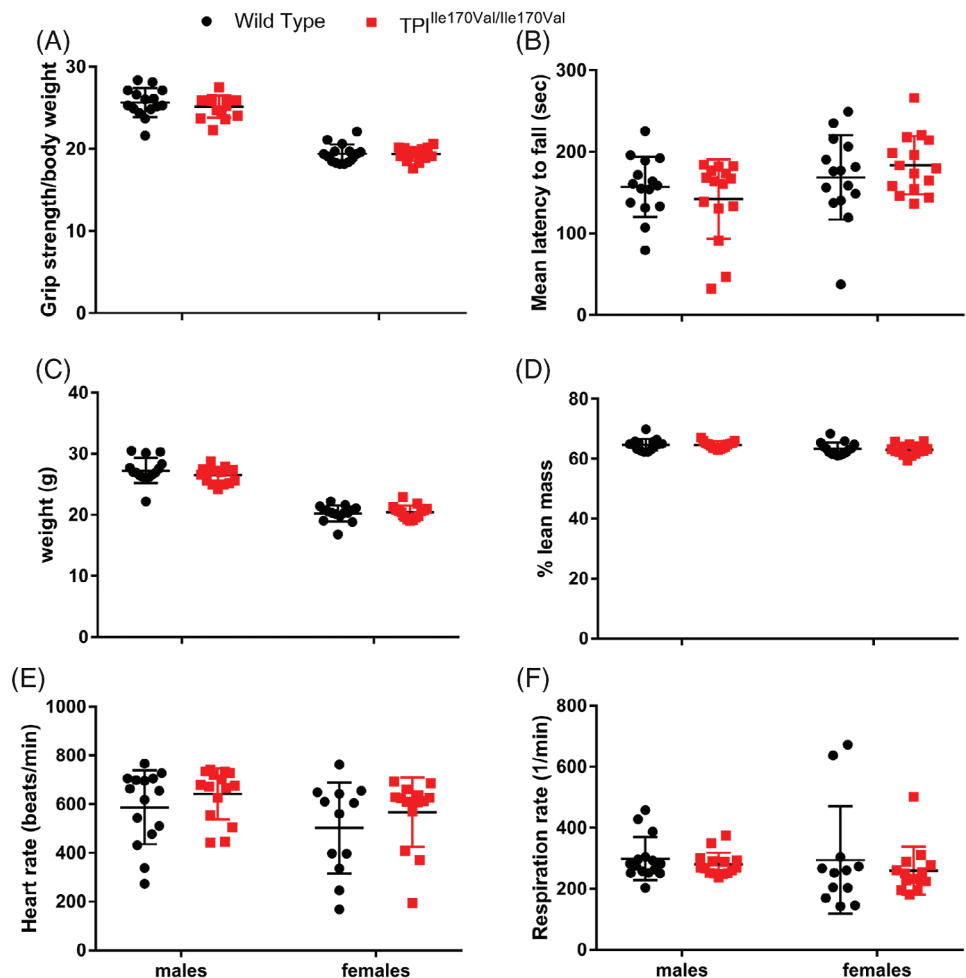 Wild Type TPI^Ile170Val/Ile170Val
(A)
Grip strength/body weight
30
20
10
0
(B)
Mean latency to fall (sec)
300
200
100
0
(C)
weight (g)
40
30
20
10
0
(D)
% lean mass
80
60
40
20
0
(E)
Heart rate (beats/min)
1000
800
600
400
200
0
males females
(F)
Respiration rate (1/min)
800
600
400
200
0
males females